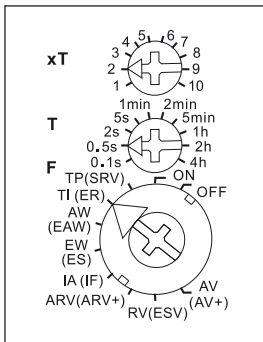 5 6
4 7
3 8
xT 2 9
1 10
1min 2min
5s 5min
2s 1h
T 0.5s 2h
0.1s 4h
F
TP(SRV) ON
TI (ER) OFF
AW
(EAW)
EW
(ES)
IA (IF) AV
ARV(ARV+) (AV+)
RV(ESV)